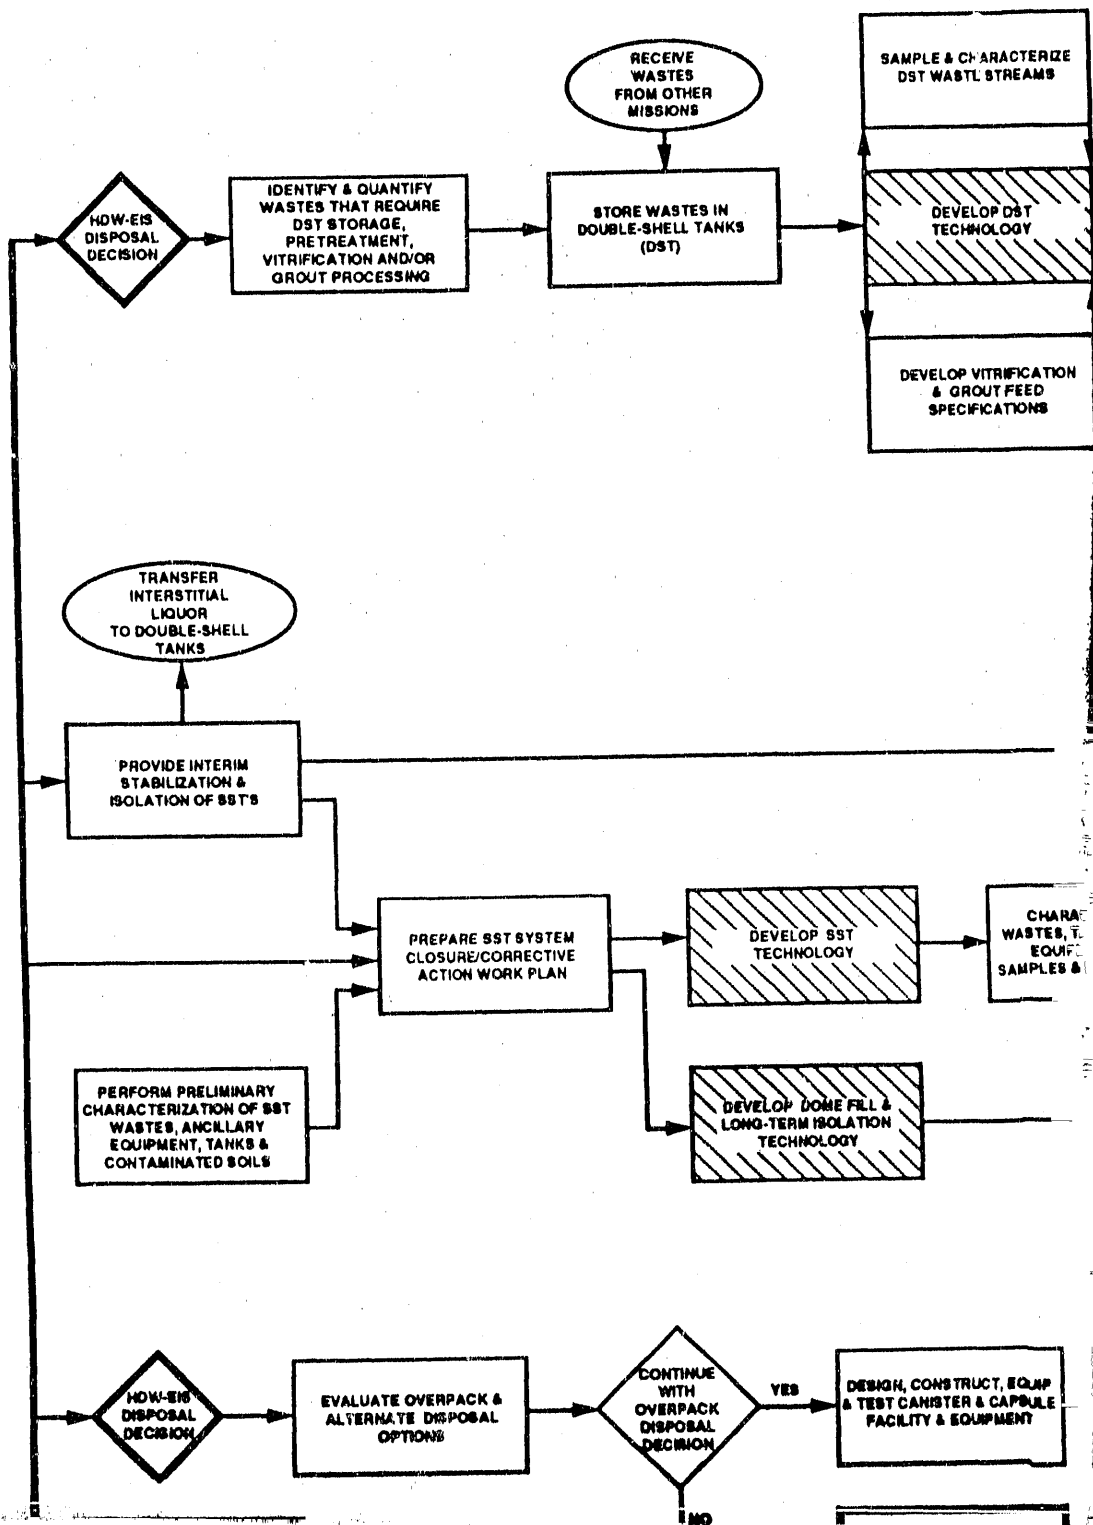 RECEIVE
WASTES
FROM OTHER
MISSIONS
SAMPLE & CHARACTERIZE
DST WASTE STREAMS
HDW-EIS
DISPOSAL
DECISION
IDENTIFY & QUANTIFY
WASTES THAT REQUIRE
DST STORAGE,
PRETREATMENT,
VITRIFICATION AND/OR
GROUT PROCESSING
STORE WASTES IN
DOUBLE-SHELL TANKS
(DST)
DEVELOP DST
TECHNOLOGY
DEVELOP VITRIFICATION
& GROUT FEED
SPECIFICATIONS
TRANSFER
INTERSTITIAL
LIQUOR
TO DOUBLE-SHELL
TANKS
PROVIDE INTERIM
STABILIZATION &
ISOLATION OF SST'S
PREPARE SST SYSTEM
CLOSURE/CORRECTIVE
ACTION WORK PLAN
DEVELOP SST
TECHNOLOGY
CHARA
WASTES,
SAMPLES &
PERFORM PRELIMINARY
CHARACTERIZATION OF SST
WASTES, ANCILLARY
EQUIPMENT, TANKS &
CONTAMINATED SOILS
DEVELOP DOME FILL &
LONG-TERM ISOLATION
TECHNOLOGY
HDW-EIS
DISPOSAL
DECISION
EVALUATE OVERPACK &
ALTERNATE DISPOSAL
OPTIONS
CONTINUE
WITH
OVERPACK
DISPOSAL
DECISION
YES
DESIGN, CONSTRUCT, EQUIP
& TEST CANISTER & CAPSULE
FACILITY & EQUIPMENT
NO